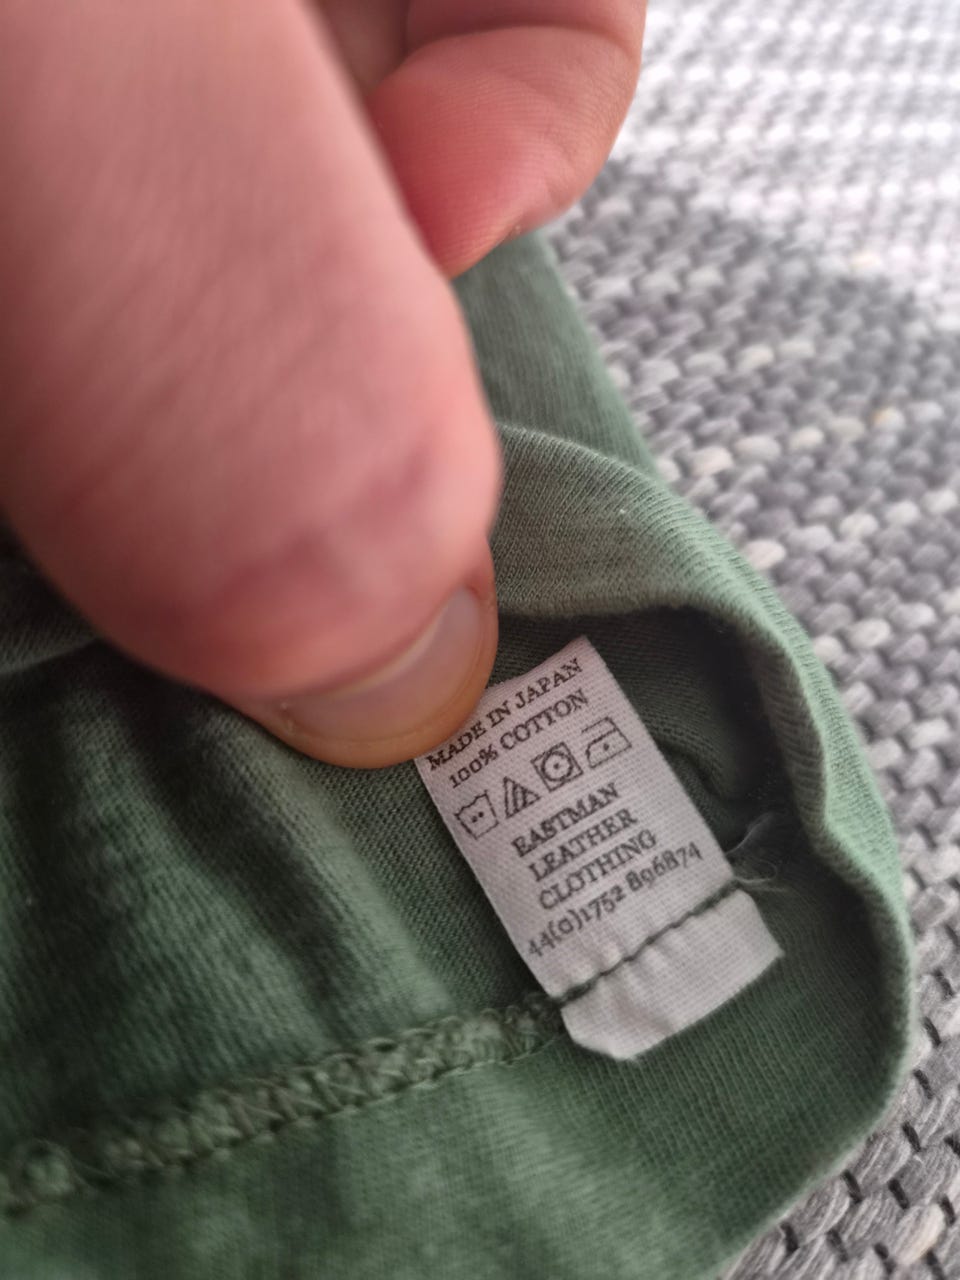 MADE IN JAPAN
100% COTTON
EASTMAN
LEATHER
CLOTHING
44(0)1752 896874